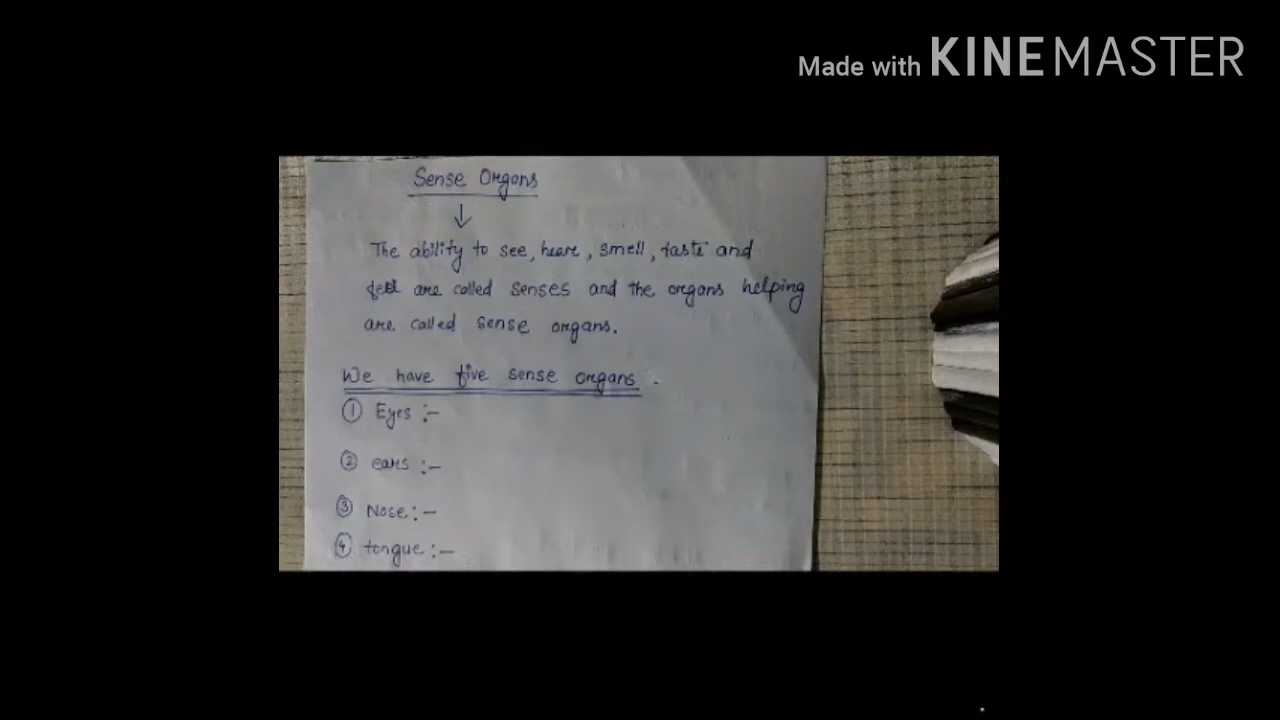 Made with KINEMASTER
Sense Organs
The ability to see, hear, smell, taste and
feel are called senses and the organs helping
are called sense organs.
We have five sense organs.
① Eyes :-
② ears :-
③ Nose :-
④ tongue :-